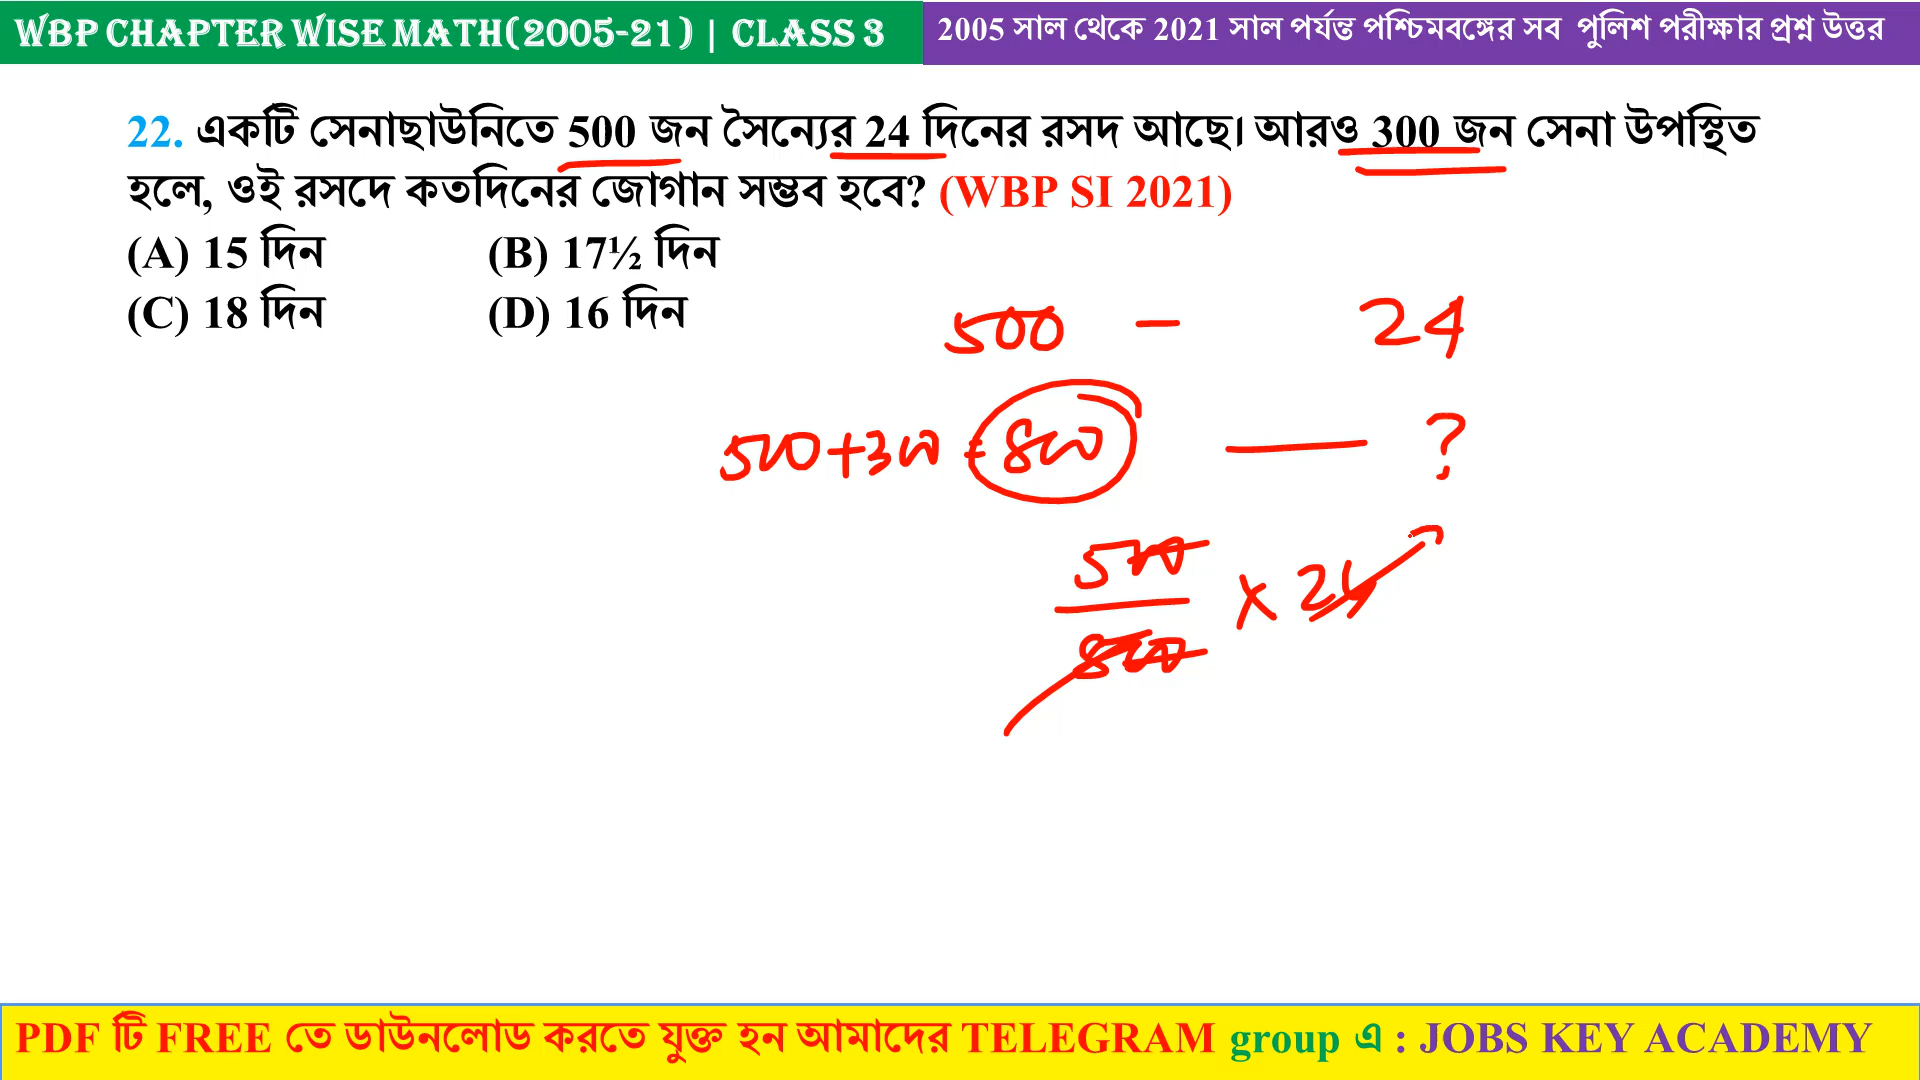 WBP CHAPTER WISE MATH(2005-21) | CLASS 3
2005 সাল থেকে 2021 সাল পর্যন্ত পশ্চিমবঙ্গের সব পুলিশ পরীক্ষার প্রশ্ন উত্তর
22. একটি সেনাছাউনিতে 500 জন সৈন্যের 24 দিনের রসদ আছে। আরও 300 জন সেনা উপস্থিত
হলে, ওই রসদে কতদিনের জোগান সম্ভব হবে? (WBP SI 2021)
(A) 15 দিন (B) 17½ দিন
(C) 18 দিন (D) 16 দিন
500 — 24
500+300 = 800 — ?
500
× 24
800
PDF টি FREE তে ডাউনলোড করতে যুক্ত হন আমাদের TELEGRAM group এ : JOBS KEY ACADEMY